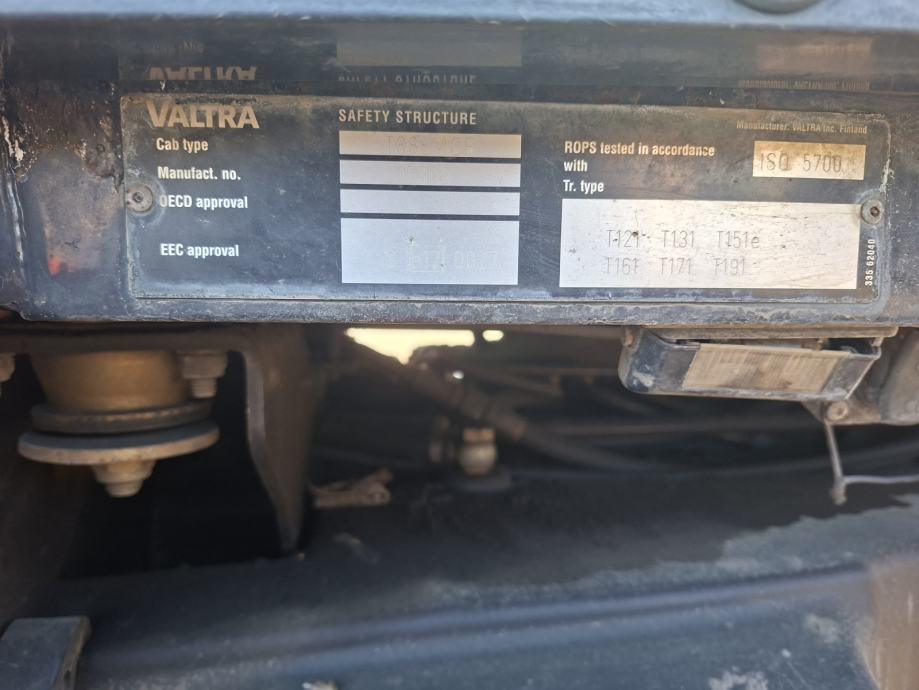 VALTRA
SAFETY STRUCTURE
Manufacturer: VALTRA Inc. Finland
Cab type
ROPS tested in accordance
with
ISO 5700
Manufact. no.
Tr. type
OECD approval
T121 T131 T151e
T161 T171 T191
EEC approval
335 62040